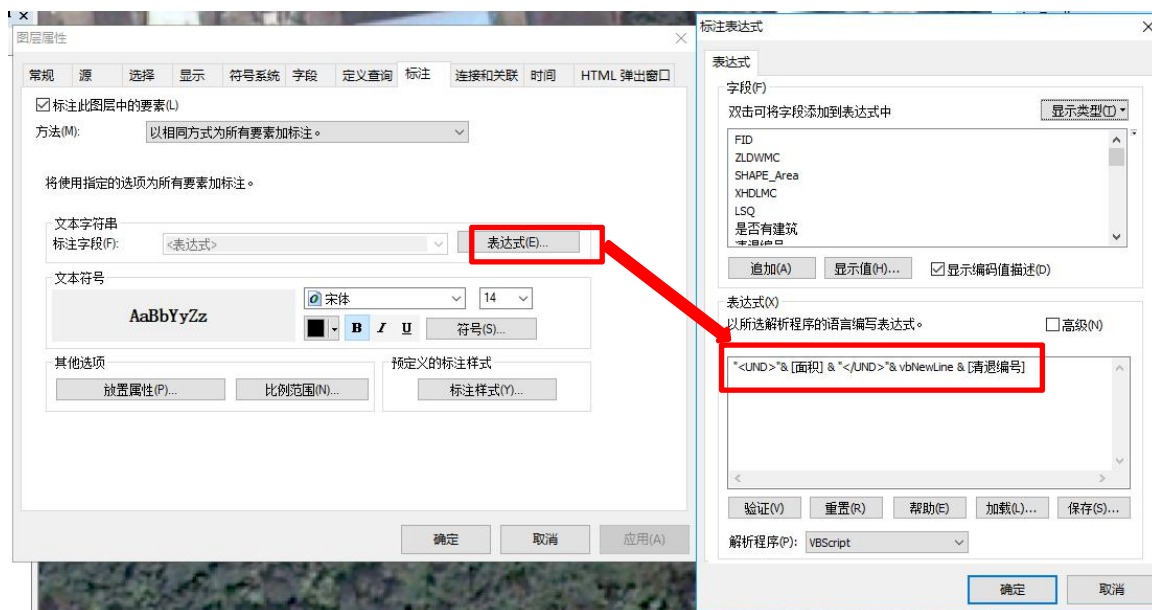 图层属性
常规 源 选择 显示 符号系统 字段 定义查询 标注 连接和关联 时间 HTML 弹出窗口
☑标注此图层中的要素(L)
方法(M): 以相同方式为所有要素加标注。
将使用指定的选项为所有要素加标注。
文本字符串
标注字段(F): <表达式> 表达式(E)...
文本符号
AaBbYyZz
宋体 14
B I U 符号(S)...
其他选项
放置属性(P)... 比例范围(N)...
预定义的标注样式
标注样式(Y)...
确定 取消 应用(A)
标注表达式
表达式
字段(F)
双击可将字段添加到表达式中 显示类型(T)
FID
ZLDWMC
SHAPE_Area
XHDLMC
LSQ
是否有建筑
清退编号
追加(A) 显示值(H)... ☑显示编码值描述(D)
表达式(X)
以所选解析程序的语言编写表达式。 ☐高级(N)
"<UND>"& [面积] & "</UND>"& vbNewLine & [清退编号]
验证(V) 重置(R) 帮助(E) 加载(L)... 保存(S)...
解析程序(P): VBScript
确定 取消